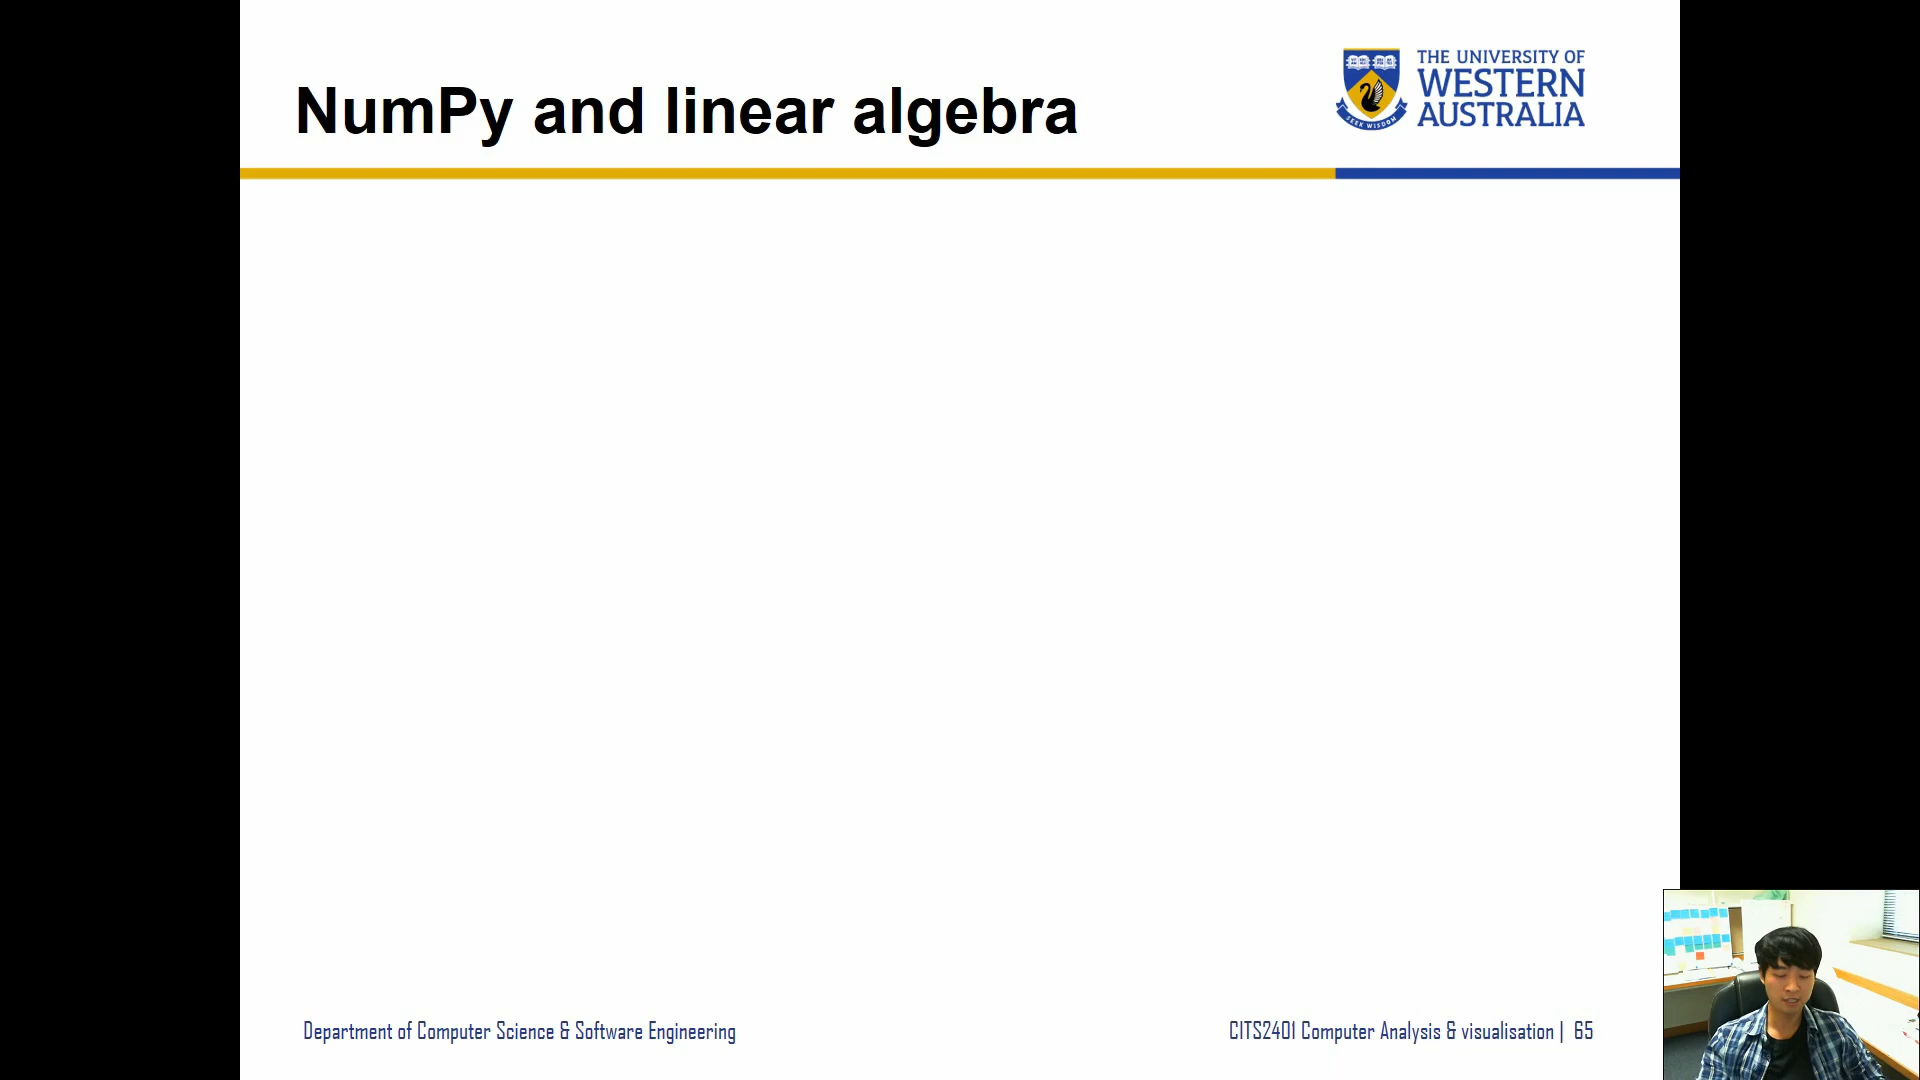 NumPy and linear algebra
THE UNIVERSITY OF
WESTERN
AUSTRALIA
SEEK WISDOM
Department of Computer Science & Software Engineering
CITS2401 Computer Analysis & visualisation | 65